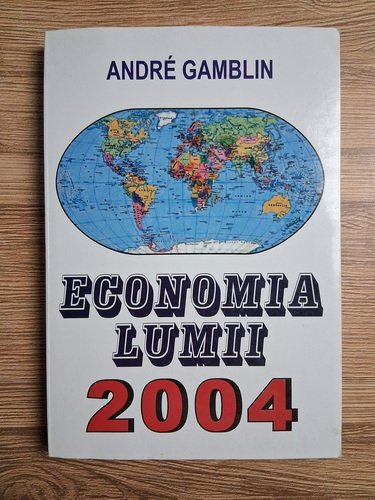 ANDRÉ GAMBLIN
ECONOMIA
LUMII
2004